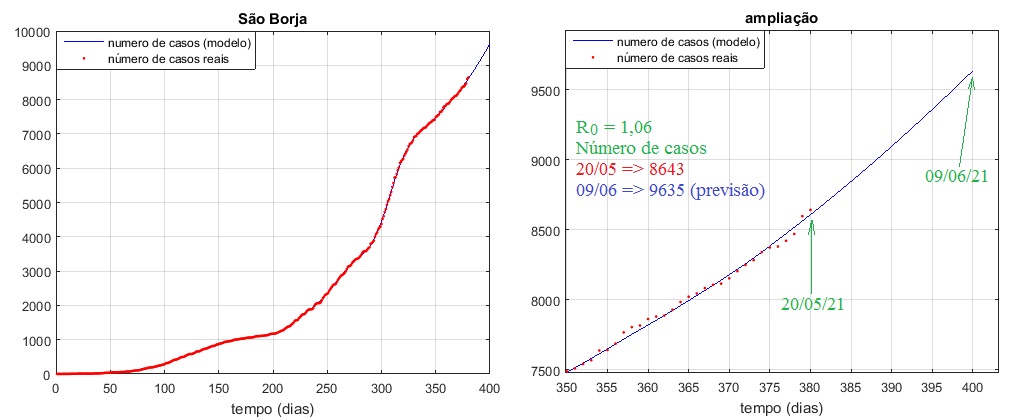 São Borja
numero de casos (modelo)
número de casos reais
10000
9000
8000
7000
6000
5000
4000
3000
2000
1000
0
0 50 100 150 200 250 300 350 400
tempo (dias)
ampliação
numero de casos (modelo)
número de casos reais
R0 = 1,06
Número de casos
20/05 => 8643
09/06 => 9635 (previsão)
09/06/21
20/05/21
9500
9000
8500
8000
7500
350 355 360 365 370 375 380 385 390 395 400
tempo (dias)